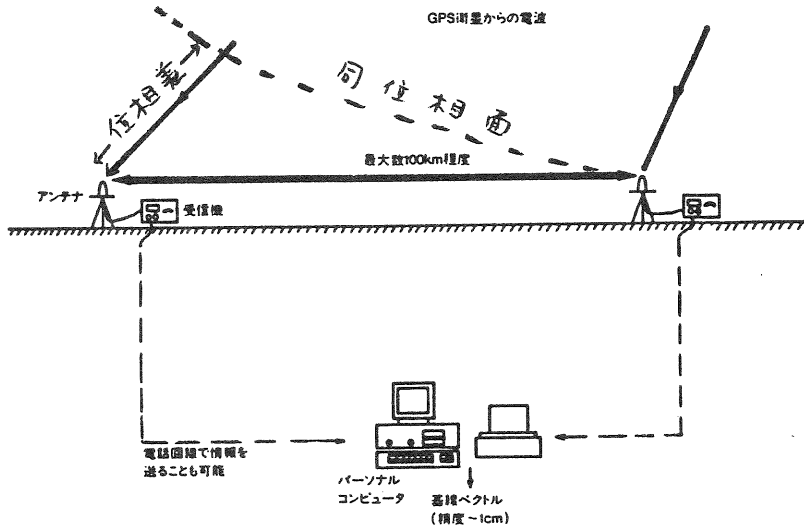 GPS衛星からの電波
位相差
同位相面
最大数100km程度
アンテナ
受信機
電話回線で情報を
送ることも可能
パーソナル
コンピュータ
基線ベクトル
(精度~1cm)